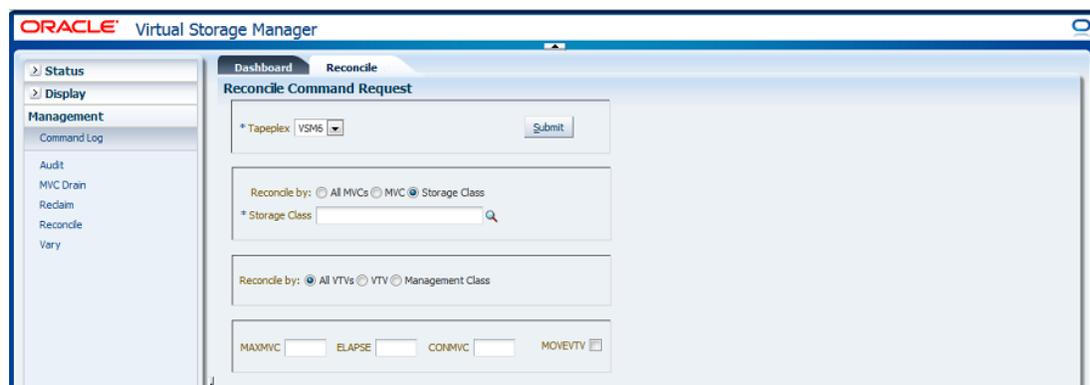 ORACLE Virtual Storage Manager
Status
Display
Management
Command Log
Audit
MVC Drain
Reclaim
Reconcile
Vary
Dashboard Reconcile
Reconcile Command Request
* Tapeplex VSM6 Submit
Reconcile by: All MVCs MVC Storage Class
* Storage Class
Reconcile by: All VTVs VTV Management Class
MAXMVC ELAPSE CONMVC MOVEVTV